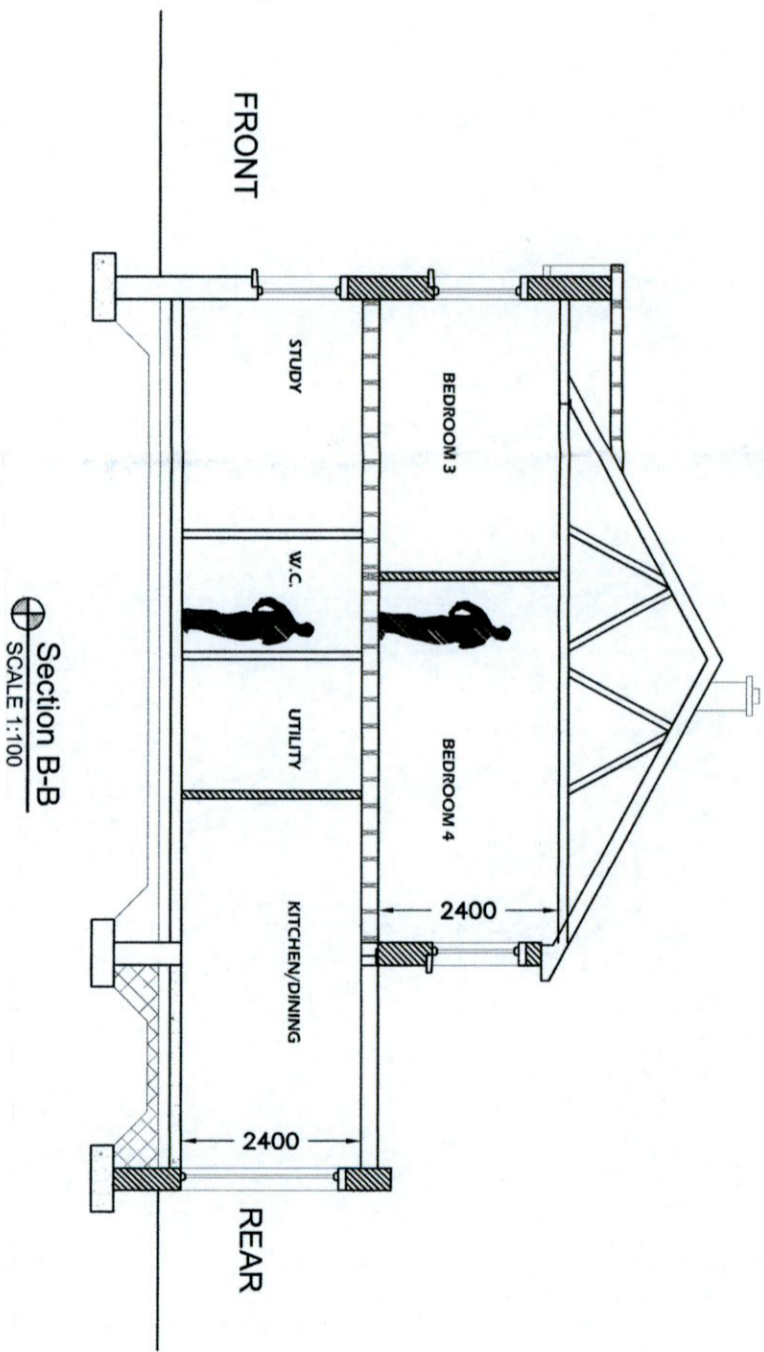 FRONT
BEDROOM 3
BEDROOM 4
2400
STUDY
W.C.
UTILITY
KITCHEN/DINING
2400
REAR
Section B-B
SCALE 1:100